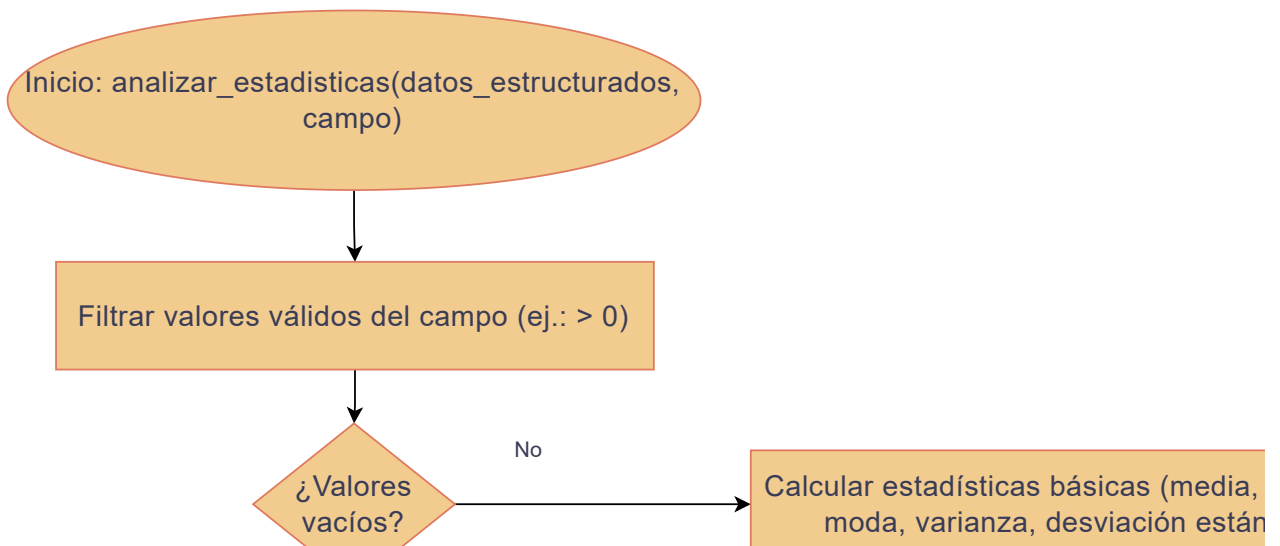 Inicio: analizar_estadisticas(datos_estructurados,
campo)
Filtrar valores válidos del campo (ej.: > 0)
No
¿Valores
vacíos?
Calcular estadísticas básicas (media,
moda, varianza, desviación están